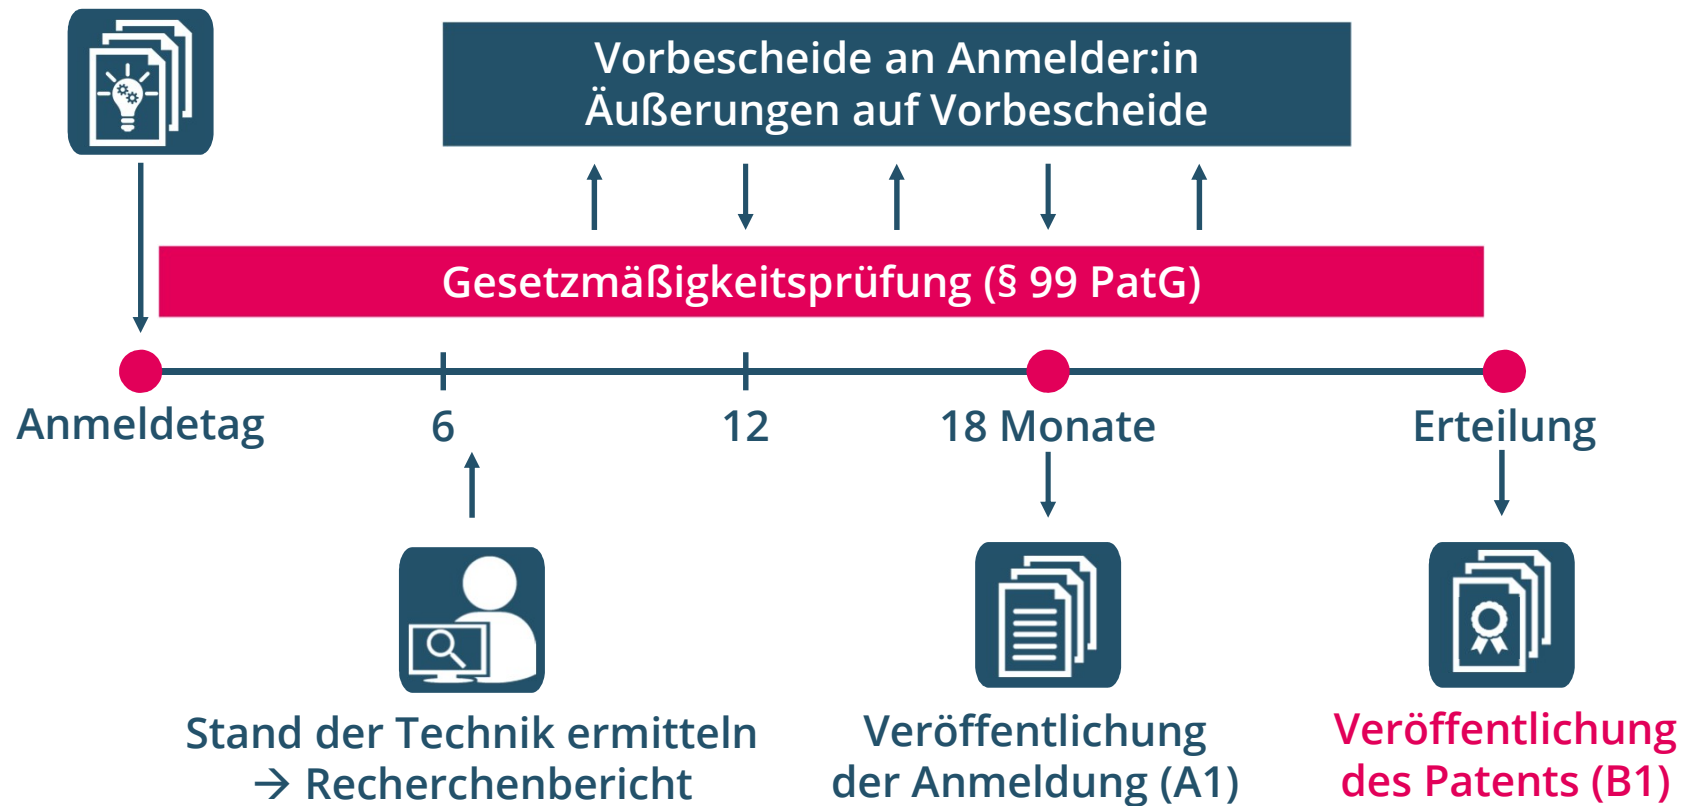 Vorbescheide an Anmelder:in
Äußerungen auf Vorbescheide
Gesetzmäßigkeitsprüfung (§ 99 PatG)
Anmeldetag
6
12
18 Monate
Erteilung
Stand der Technik ermitteln
→ Recherchenbericht
Veröffentlichung
der Anmeldung (A1)
Veröffentlichung
des Patents (B1)